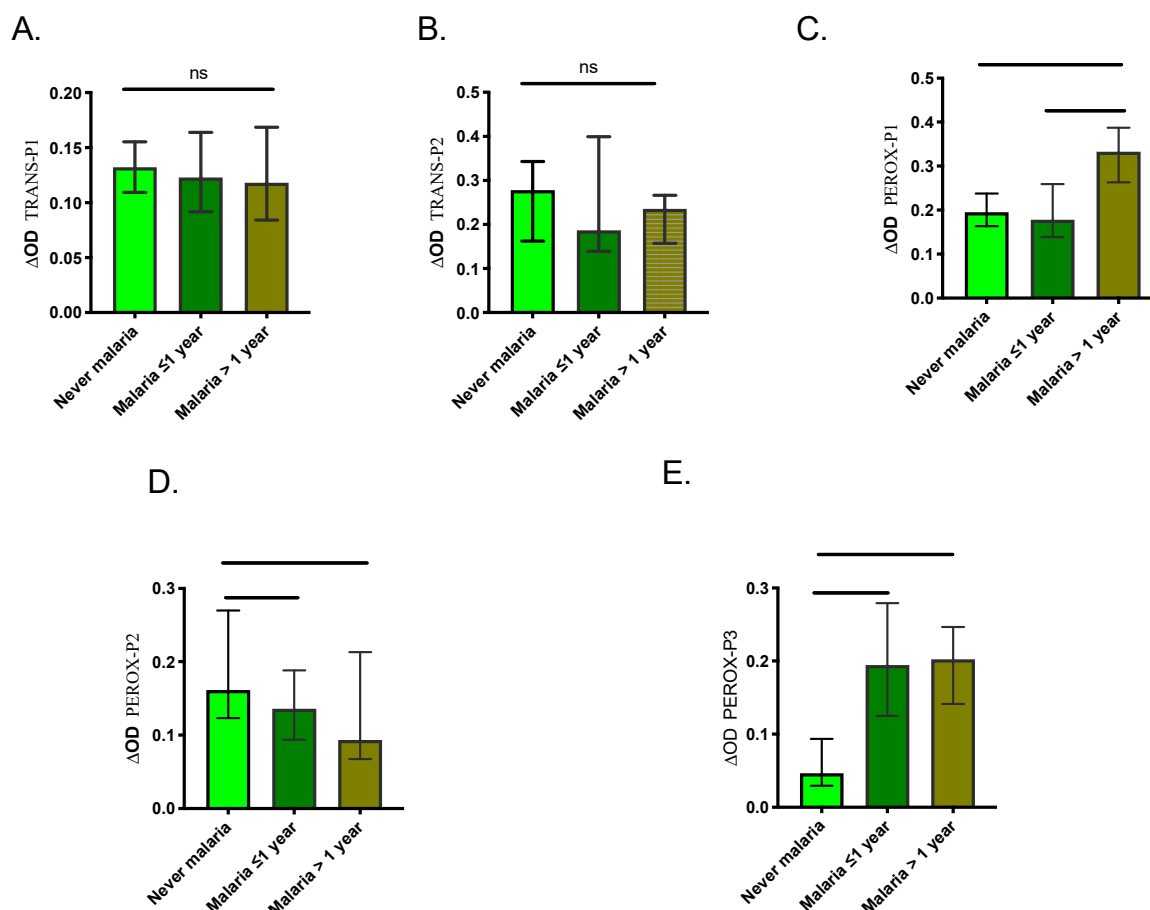 A.
ns
ΔOD TRANS-P1
0.20
0.15
0.10
0.05
0.00
Never malaria
Malaria ≤1 year
Malaria > 1 year
B.
ns
ΔOD TRANS-P2
0.5
0.4
0.3
0.2
0.1
0.0
Never malaria
Malaria ≤1 year
Malaria > 1 year
C.
ΔOD PEROX-P1
0.5
0.4
0.3
0.2
0.1
0.0
Never malaria
Malaria ≤1 year
Malaria > 1 year
D.
ΔOD PEROX-P2
0.3
0.2
0.1
0.0
Never malaria
Malaria ≤1 year
Malaria > 1 year
E.
ΔOD PEROX-P3
0.3
0.2
0.1
0.0
Never malaria
Malaria ≤1 year
Malaria > 1 year